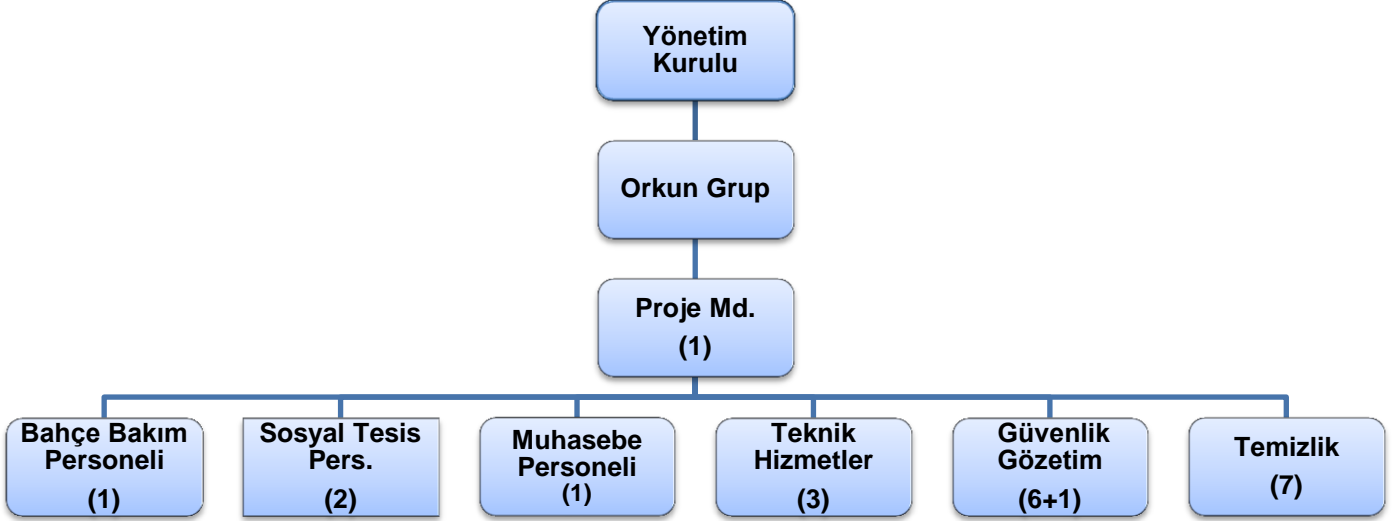 Yönetim
Kurulu
Orkun Grup
Proje Md.
(1)
Bahçe Bakım
Personeli
(1)
Sosyal Tesis
Pers.
(2)
Muhasebe
Personeli
(1)
Teknik
Hizmetler
(3)
Güvenlik
Gözetim
(6+1)
Temizlik
(7)